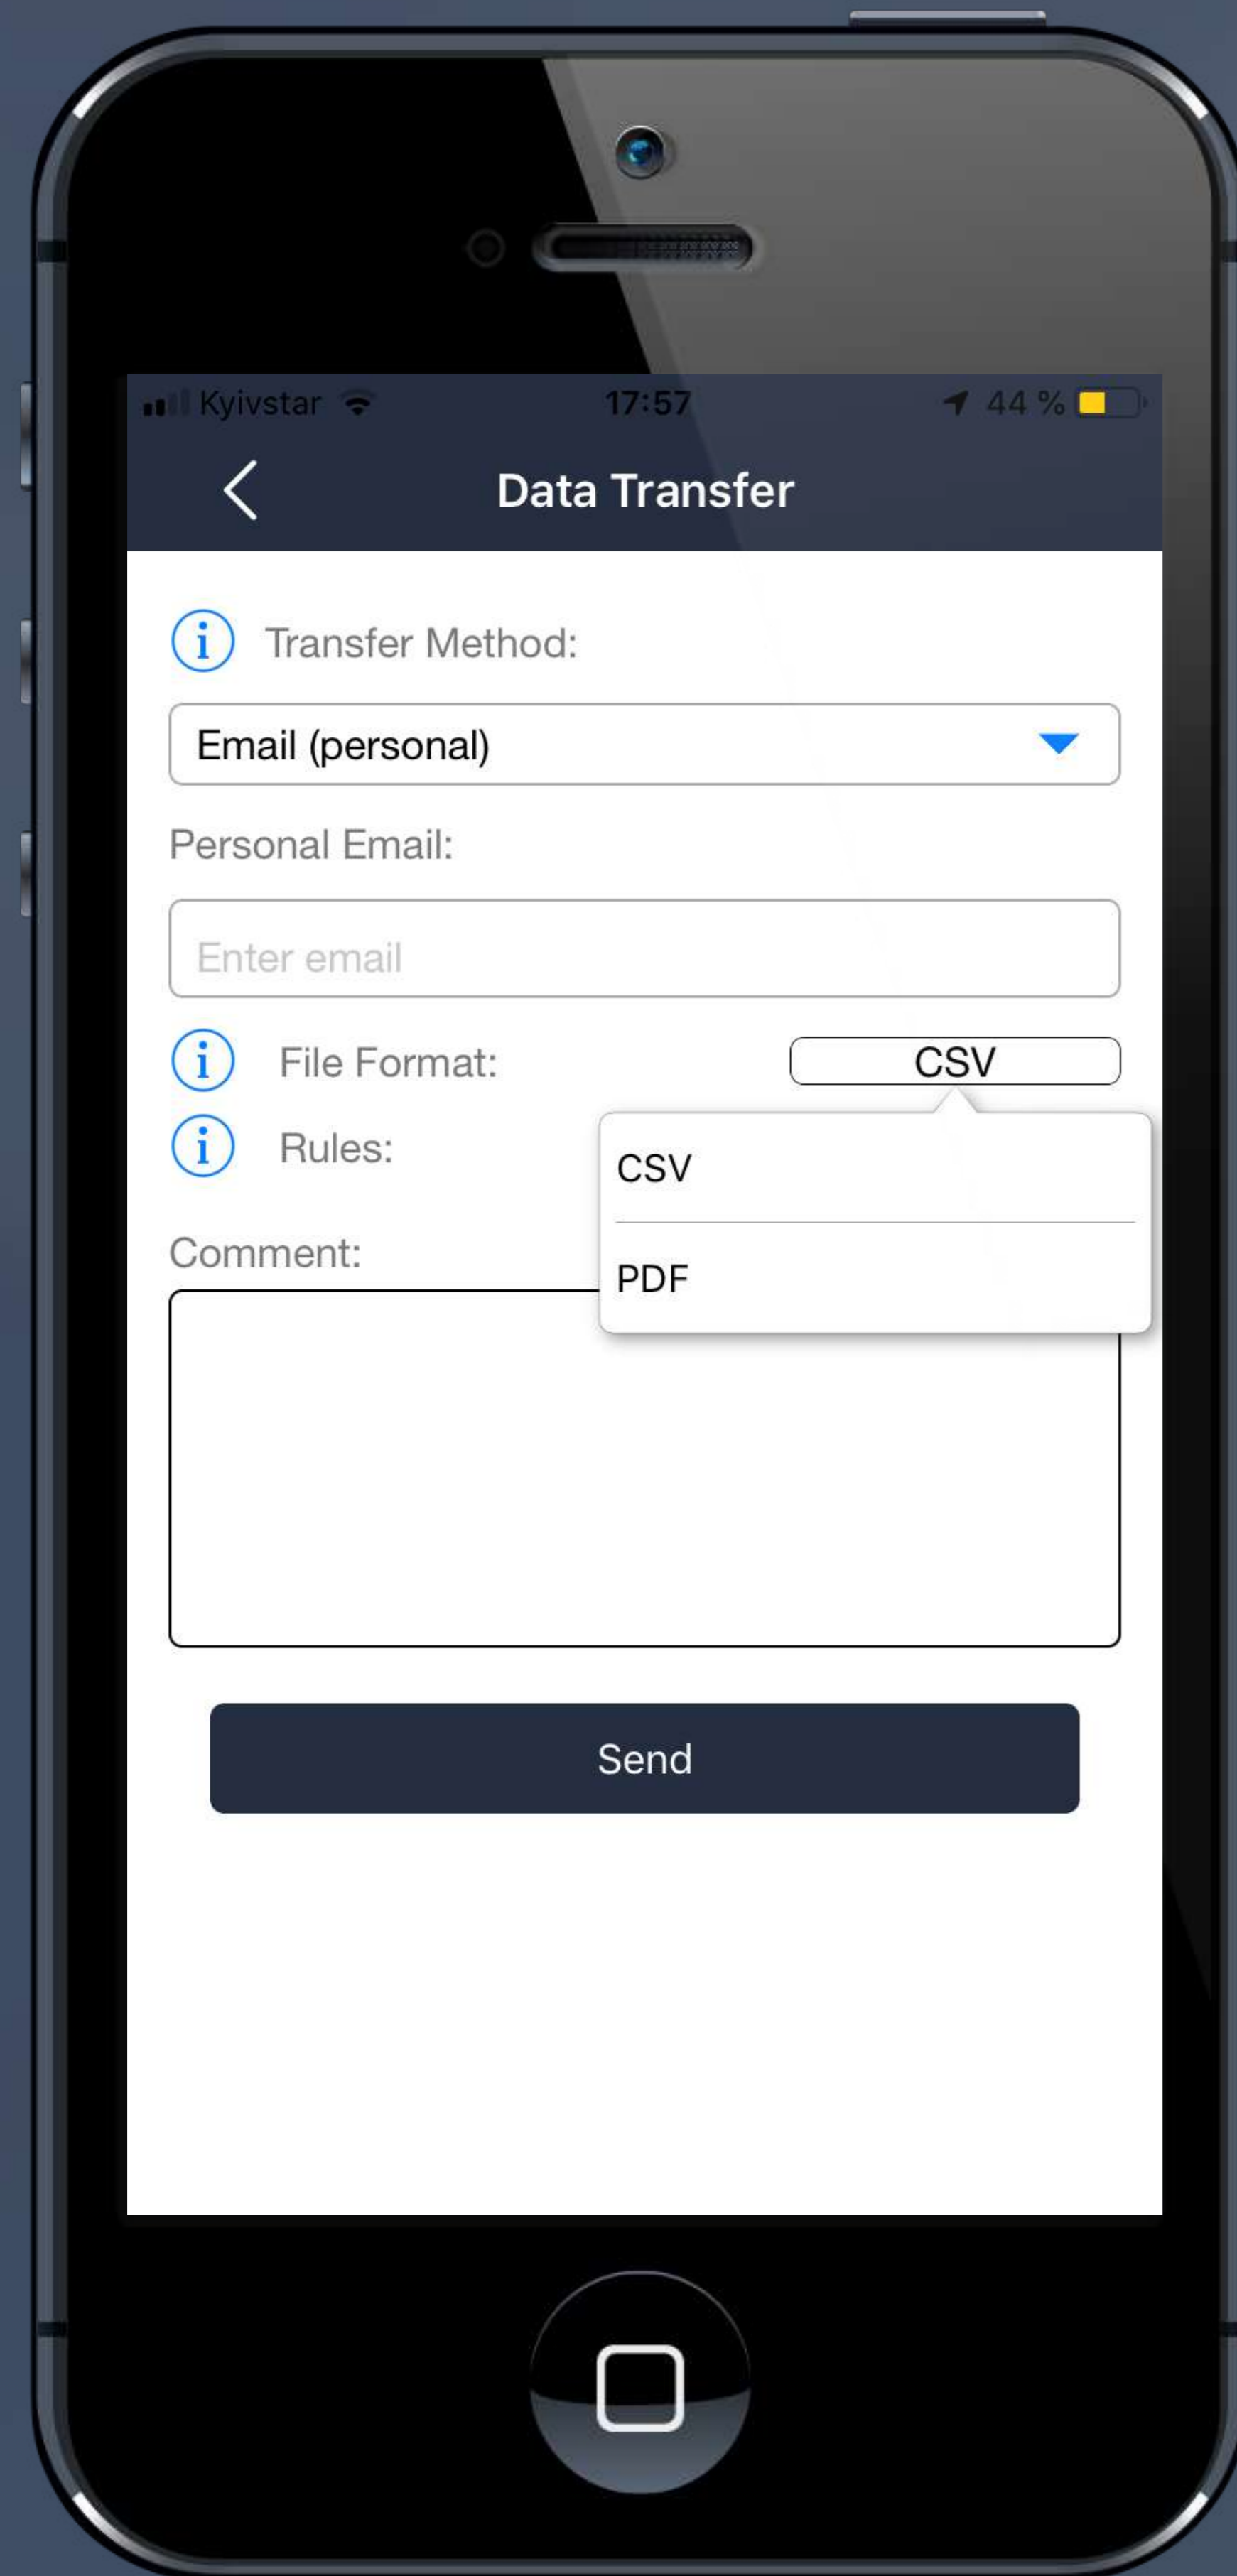 Kyivstar 17:57 44 %
Data Transfer
i Transfer Method:
Email (personal)
Personal Email:
Enter email
i File Format: CSV
i Rules:
CSV
Comment:
PDF
Send